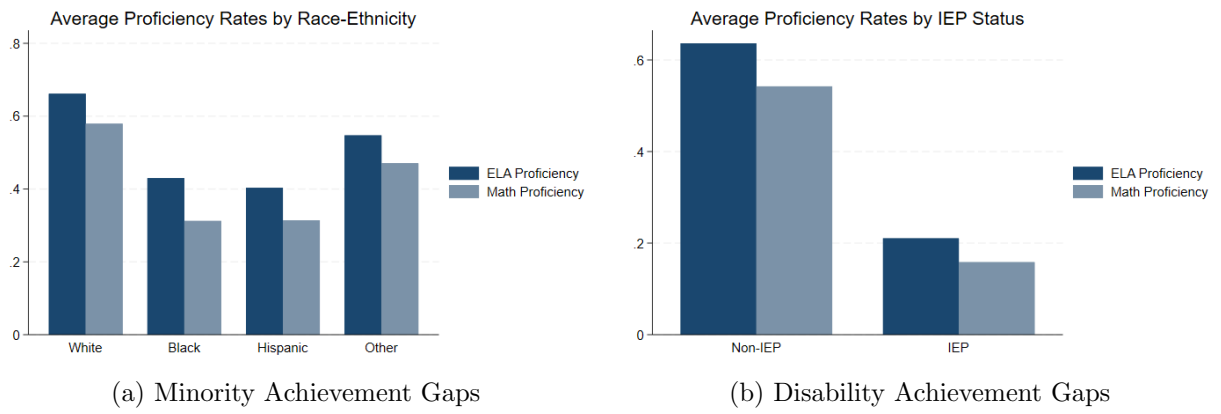 Average Proficiency Rates by Race-Ethnicity
.8
.6
.4
.2
0
White Black Hispanic Other
ELA Proficiency
Math Proficiency
(a) Minority Achievement Gaps
Average Proficiency Rates by IEP Status
.6
.4
.2
0
Non-IEP IEP
ELA Proficiency
Math Proficiency
(b) Disability Achievement Gaps